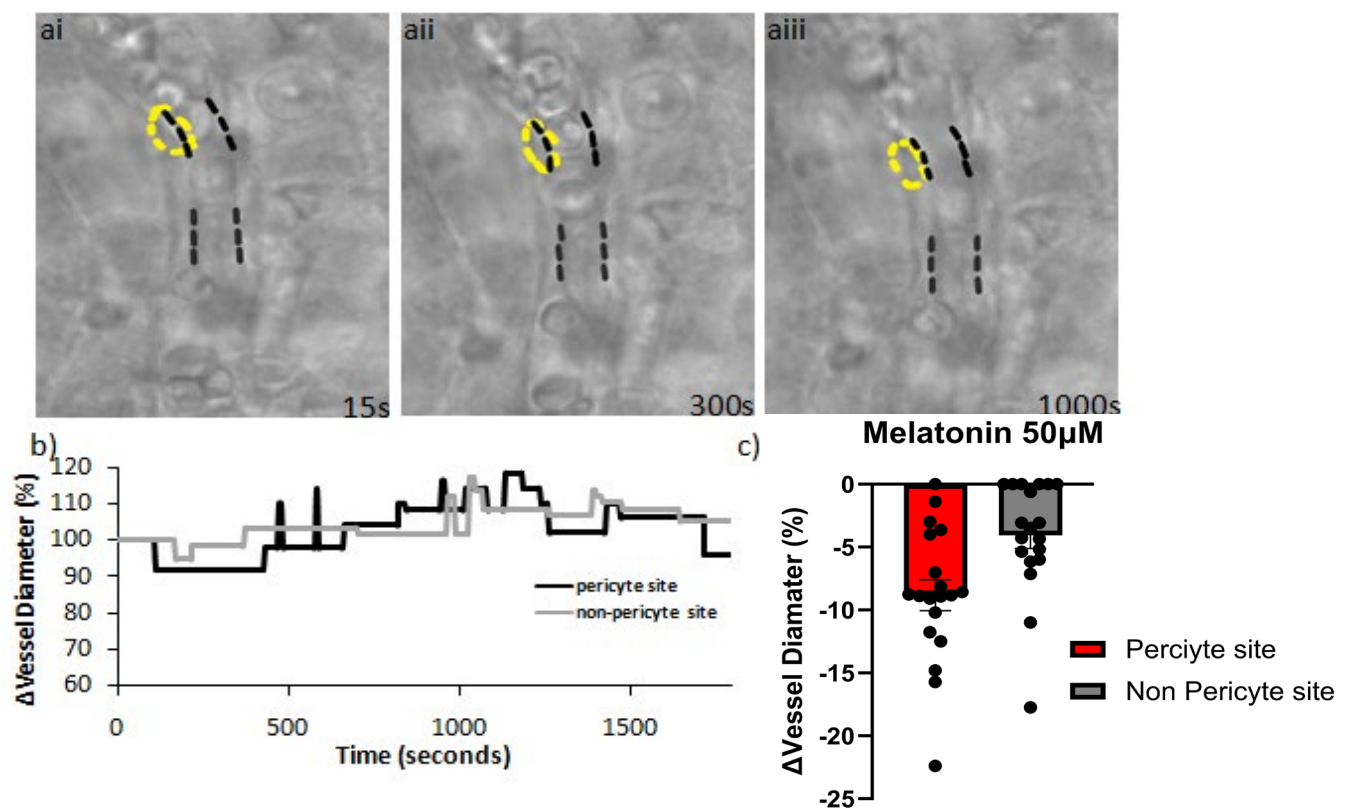 ai
aii
aiii
15s
300s
1000s
b)
ΔVessel Diameter (%)
120
110
100
90
80
70
60
0
500
1000
1500
Time (seconds)
pericyte site
non-pericyte site
c)
Melatonin 50μM
ΔVessel Diamater (%)
0
-5
-10
-15
-20
-25
Perciyte site
Non Pericyte site